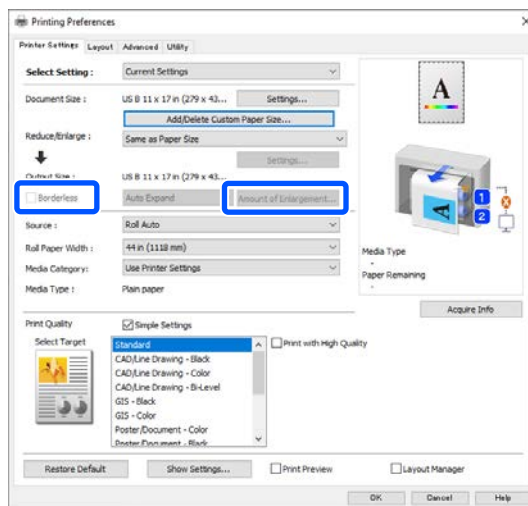 Printing Preferences
Printer Settings Layout Advanced Utility
Select Setting : Current Settings
Document Size : US B 11 x 17 in (279 x 43... Settings...
Add/Delete Custom Paper Size...
Reduce/Enlarge : Same as Paper Size
Settings...
Output Size : US B 11 x 17 in (279 x 43...
Borderless Auto Expand Amount of Enlargement...
Source : Roll Auto
Roll Paper Width : 44 in (1118 mm)
Media Category: Use Printer Settings
Media Type : Plain paper
A
A
1
2
Media Type
-
Paper Remaining
-
Acquire Info
Print Quality Simple Settings
Select Target Standard Print with High Quality
CAD/Line Drawing - Black
CAD/Line Drawing - Color
CAD/Line Drawing - Bi-Level
GIS - Black
GIS - Color
Poster/Document - Color
Poster/Document - Black
Restore Default Show Settings... Print Preview Layout Manager
OK Cancel Help